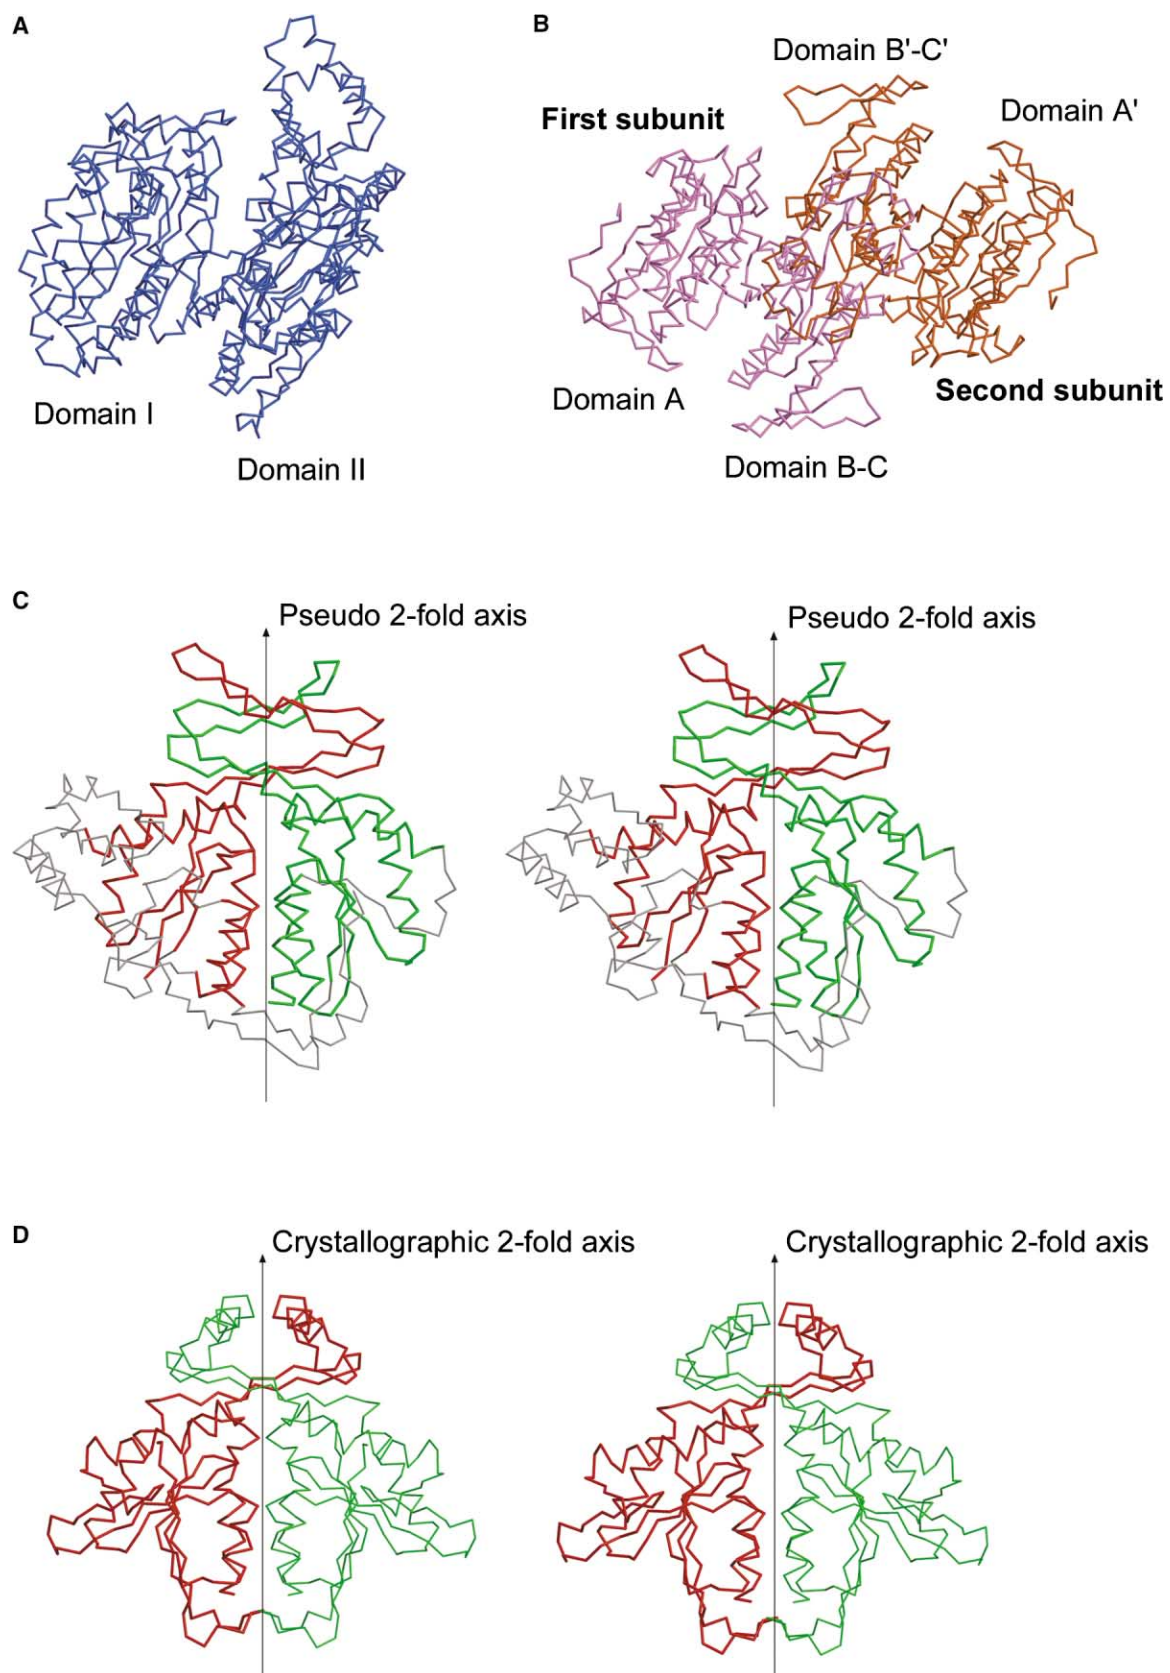 A
B
Domain B'-C'
First subunit
Domain A'
Domain I
Domain A
Second subunit
Domain II
Domain B-C
C
Pseudo 2-fold axis
Pseudo 2-fold axis
D
Crystallographic 2-fold axis
Crystallographic 2-fold axis